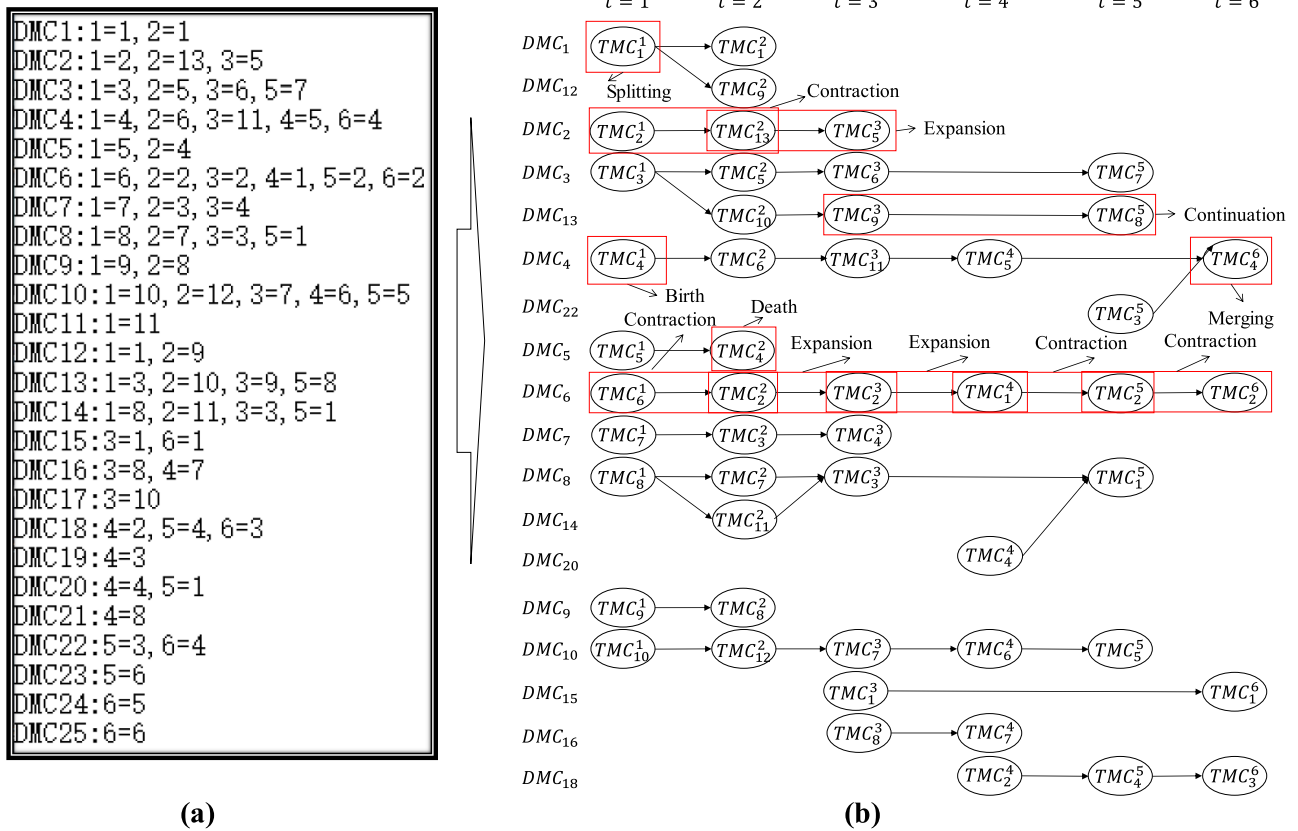 DMC1:1=1,2=1
DMC2:1=2,2=13,3=5
DMC3:1=3,2=5,3=6,5=7
DMC4:1=4,2=6,3=11,4=5,6=4
DMC5:1=5,2=4
DMC6:1=6,2=2,3=2,4=1,5=2,6=2
DMC7:1=7,2=3,3=4
DMC8:1=8,2=7,3=3,5=1
DMC9:1=9,2=8
DMC10:1=10,2=12,3=7,4=6,5=5
DMC11:1=11
DMC12:1=1,2=9
DMC13:1=3,2=10,3=9,5=8
DMC14:1=8,2=11,3=3,5=1
DMC15:3=1,6=1
DMC16:3=8,4=7
DMC17:3=10
DMC18:4=2,5=4,6=3
DMC19:4=3
DMC20:4=4,5=1
DMC21:4=8
DMC22:5=3,6=4
DMC23:5=6
DMC24:6=5
DMC25:6=6
(a)
t = 1 t = 2 t = 3 t = 4 t = 5 t = 6
DMC₁ TMC₁¹ TMC₁²
DMC₁₂ TMC₉²
Splitting Contraction
DMC₂ TMC₂¹ TMC₁₃² TMC₅³ Expansion
DMC₃ TMC₃¹ TMC₅² TMC₆³ TMC₇⁵
DMC₁₃ TMC₁₀² TMC₉³ TMC₈⁵ Continuation
DMC₄ TMC₄¹ TMC₆² TMC₁₁³ TMC₅⁴ TMC₄⁶
Birth Death
DMC₂₂ TMC₃⁵
Contraction Merging
DMC₅ TMC₅¹ TMC₄² Expansion Expansion Contraction Contraction
DMC₆ TMC₆¹ TMC₂² TMC₂³ TMC₁⁴ TMC₂⁵ TMC₂⁶
DMC₇ TMC₇¹ TMC₃² TMC₄³
DMC₈ TMC₈¹ TMC₇² TMC₃³ TMC₁⁵
DMC₁₄ TMC₁₁²
DMC₂₀ TMC₄⁴
DMC₉ TMC₉¹ TMC₈²
DMC₁₀ TMC₁₀¹ TMC₁₂² TMC₇³ TMC₆⁴ TMC₅⁵
DMC₁₅ TMC₁³ TMC₁⁶
DMC₁₆ TMC₈³ TMC₇⁴
DMC₁₈ TMC₂⁴ TMC₄⁵ TMC₃⁶
(b)